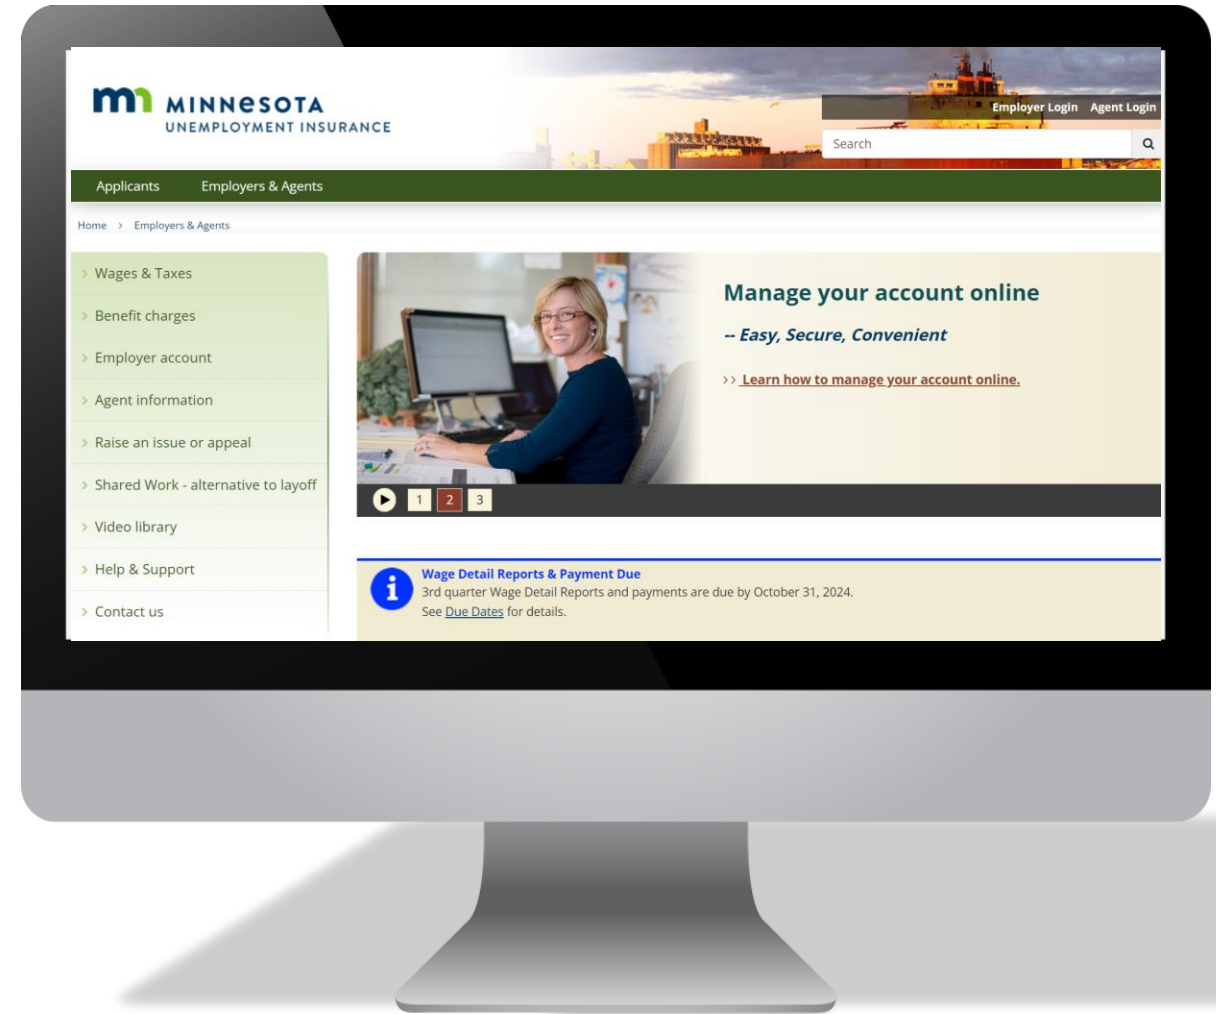 MINNESOTA
UNEMPLOYMENT INSURANCE
Employer Login Agent Login
Search
Applicants Employers & Agents
Home > Employers & Agents
> Wages & Taxes
> Benefit charges
> Employer account
> Agent information
> Raise an issue or appeal
> Shared Work - alternative to layoff
> Video library
> Help & Support
> Contact us
Manage your account online
-- Easy, Secure, Convenient
>> Learn how to manage your account online.
1 2 3
Wage Detail Reports & Payment Due
3rd quarter Wage Detail Reports and payments are due by October 31, 2024.
See Due Dates for details.